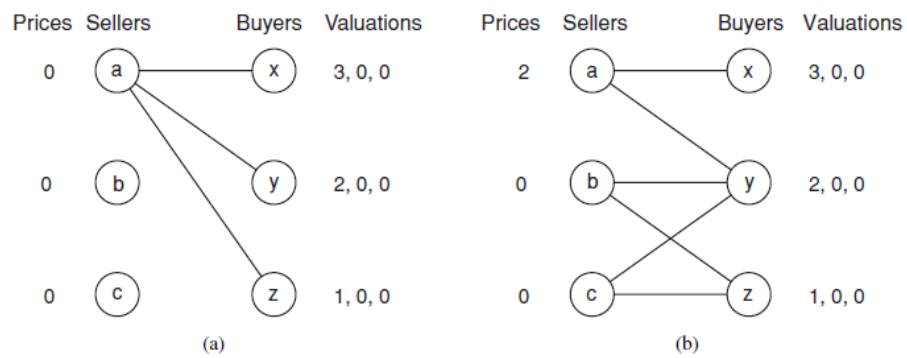 Prices Sellers Buyers Valuations
0 a x 3, 0, 0
0 b y 2, 0, 0
0 c z 1, 0, 0
(a)
Prices Sellers Buyers Valuations
2 a x 3, 0, 0
0 b y 2, 0, 0
0 c z 1, 0, 0
(b)